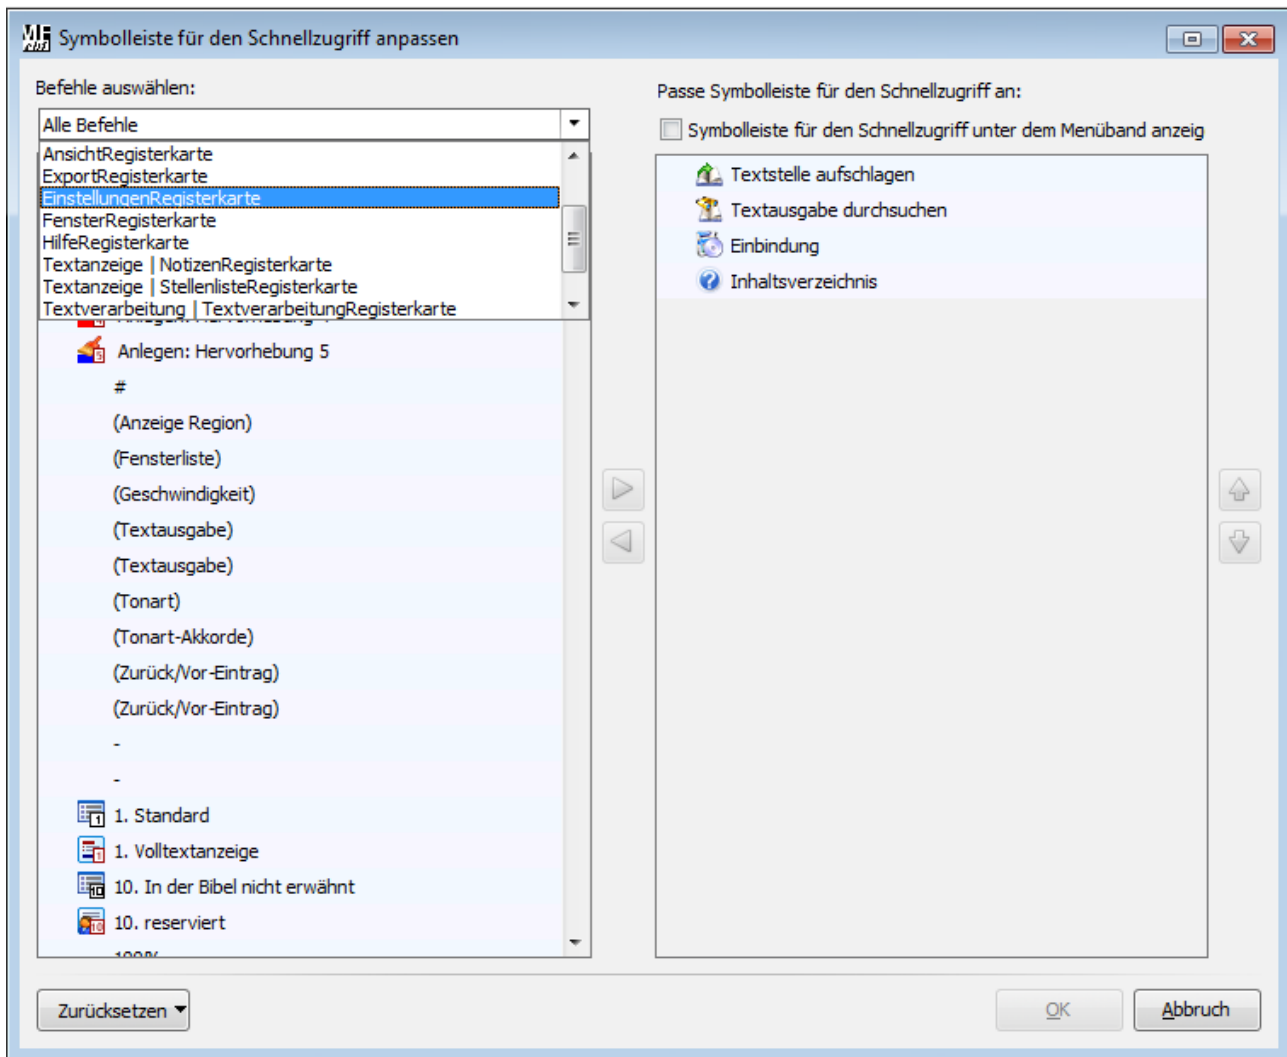 Symbolleiste für den Schnellzugriff anpassen
Befehle auswählen:
Alle Befehle
AnsichtRegisterkarte
ExportRegisterkarte
EinstellungenRegisterkarte
FensterRegisterkarte
HilfeRegisterkarte
Textanzeige | NotizenRegisterkarte
Textanzeige | StellenlisteRegisterkarte
Textverarbeitung | TextverarbeitungRegisterkarte
Anlegen: Hervorhebung 5
#
(Anzeige Region)
(Fensterliste)
(Geschwindigkeit)
(Textausgabe)
(Textausgabe)
(Tonart)
(Tonart-Akkorde)
(Zurück/Vor-Eintrag)
(Zurück/Vor-Eintrag)
-
-
1. Standard
1. Volltextanzeige
10. In der Bibel nicht erwähnt
10. reserviert
100%
Passe Symbolleiste für den Schnellzugriff an:
Symbolleiste für den Schnellzugriff unter dem Menüband anzeig
Textstelle aufschlagen
Textausgabe durchsuchen
Einbindung
Inhaltsverzeichnis
Zurücksetzen
OK
Abbruch